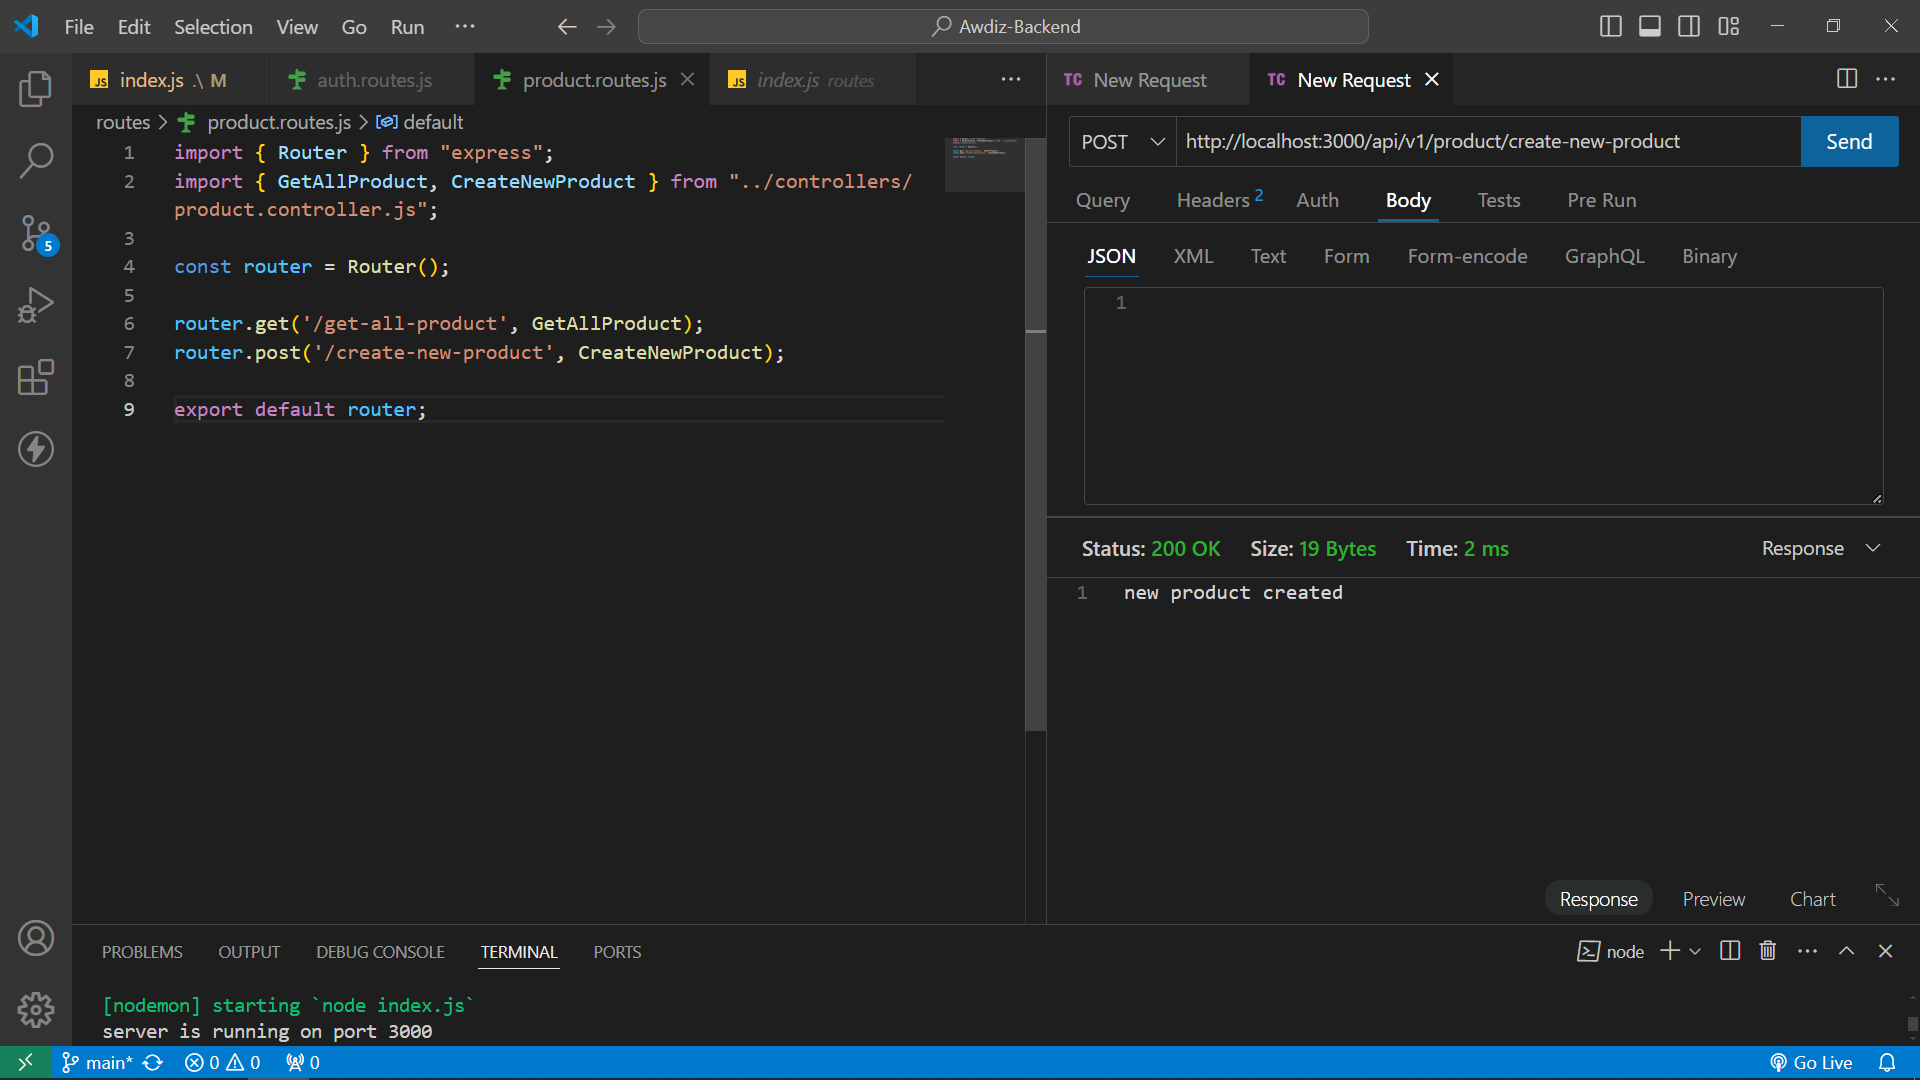 File Edit Selection View Go Run ··· Awdiz-Backend
index.js .\ M auth.routes.js product.routes.js index.js routes ···
TC New Request TC New Request ···
routes > product.routes.js > default
1 import { Router } from "express";
2 import { GetAllProduct, CreateNewProduct } from "../controllers/
product.controller.js";
3
4 const router = Router();
5
6 router.get('/get-all-product', GetAllProduct);
7 router.post('/create-new-product', CreateNewProduct);
8
9 export default router;
5
POST http://localhost:3000/api/v1/product/create-new-product Send
Query Headers 2 Auth Body Tests Pre Run
JSON XML Text Form Form-encode GraphQL Binary
1
Status: 200 OK Size: 19 Bytes Time: 2 ms Response
1 new product created
Response Preview Chart
PROBLEMS OUTPUT DEBUG CONSOLE TERMINAL PORTS node ···
[nodemon] starting `node index.js`
server is running on port 3000
main* 0 0 0 Go Live